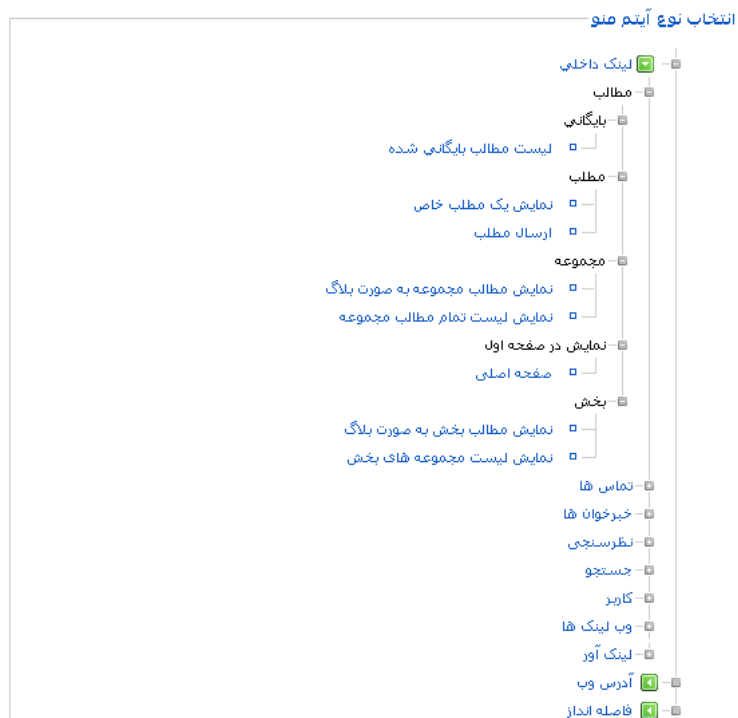 انتخاب نوع آیتم منو
لینک داخلي
مطالب
بایگاني
لیست مطالب بایگاني شده
مطلب
نمایش یک مطلب خاص
ارسال مطلب
مجموعه
نمایش مطالب مجموعه به صورت بلاگ
نمایش لیست تمام مطالب مجموعه
نمایش در صفحه اول
صفحه اصلی
بخش
نمایش مطالب بخش به صورت بلاگ
نمایش لیست مجموعه های بخش
تماس ها
خبرخوان ها
نظرسنجی
جستجو
کاربر
وب لینک ها
لینک آور
آدرس وب
فاصله انداز